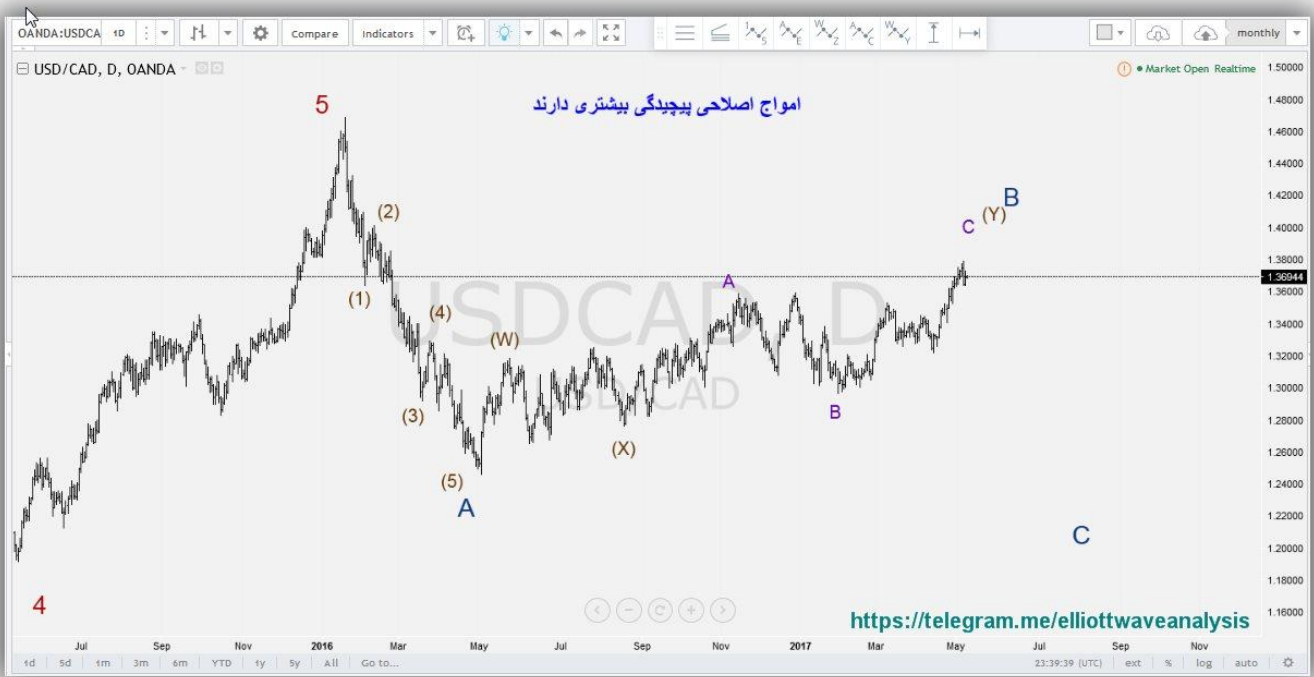 OANDA:USDCA 1D Compare Indicators monthly
USD/CAD, D, OANDA
Market Open Realtime
امواج اصلاحی پیچیدگی بیشتری دارند
USDCAD, D
USD/CAD
5
(2)
(1)
(4)
(W)
(3)
(5)
A
(X)
A
B
C
(Y)
B
C
4
1.50000
1.48000
1.46000
1.44000
1.42000
1.40000
1.38000
1.36944
1.36000
1.34000
1.32000
1.30000
1.28000
1.26000
1.24000
1.22000
1.20000
1.18000
1.16000
https://telegram.me/elliottwaveanalysis
Jul Sep Nov 2016 Mar May Jul Sep Nov 2017 Mar May Jul Sep Nov
1d 5d 1m 3m 6m YTD 1y 5y All Go to... 23:39:39 (UTC) ext % log auto